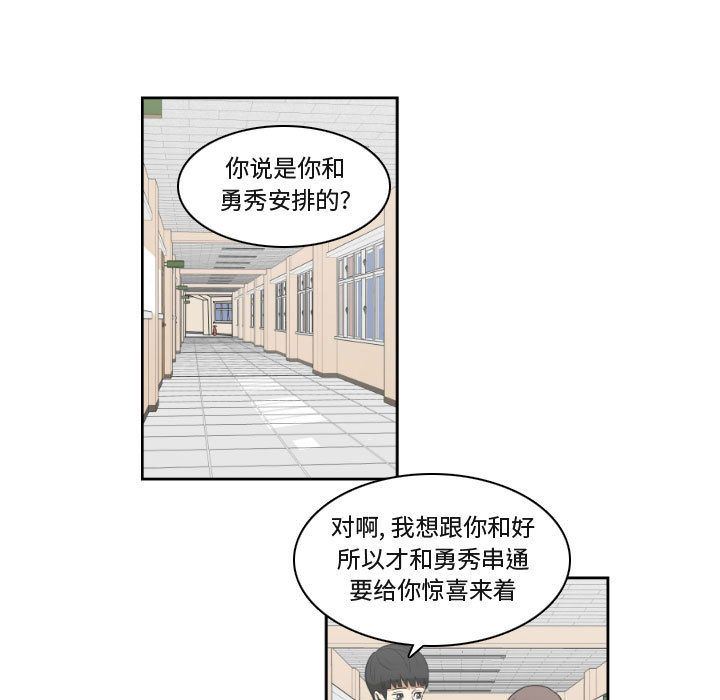 你说是你和
勇秀安排的?
对啊, 我想跟你和好
所以才和勇秀串通
要给你惊喜来着